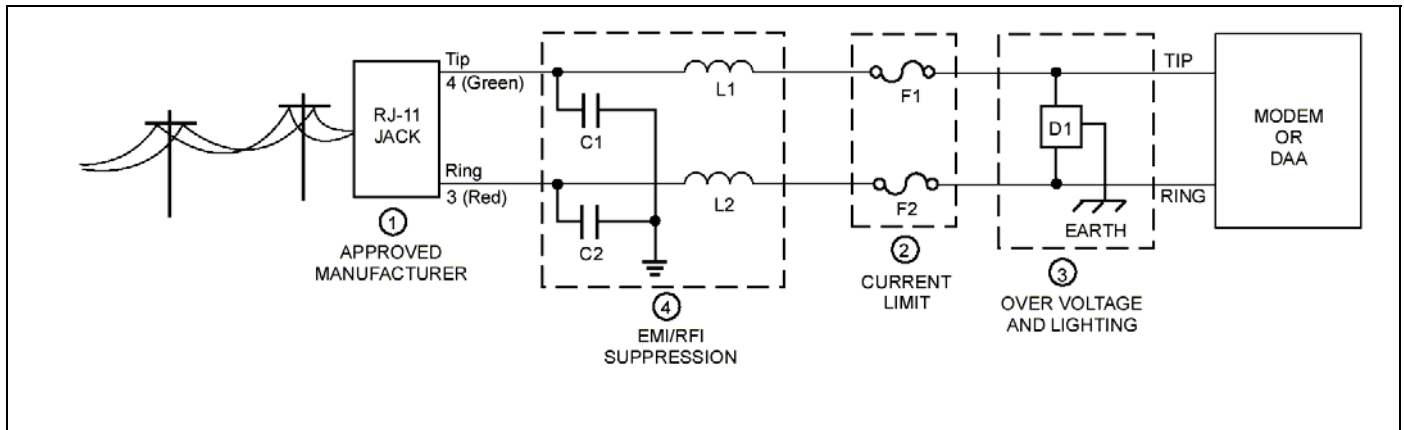 RJ-11
JACK
Tip
4 (Green)
Ring
3 (Red)
1
APPROVED
MANUFACTURER
C1
C2
L1
L2
4
EMI/RFI
SUPPRESSION
F1
F2
2
CURRENT
LIMIT
D1
EARTH
3
OVER VOLTAGE
AND LIGHTING
TIP
RING
MODEM
OR
DAA